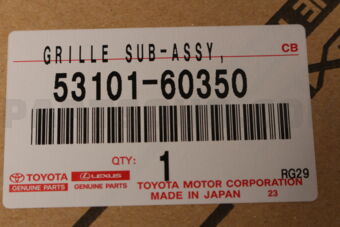 GRILLE SUB-ASSY,
CB
53101-60350
QTY:
1
RG29
TOYOTA
GENUINE PARTS
LEXUS
GENUINE PARTS
TOYOTA MOTOR CORPORATION
MADE IN JAPAN
23